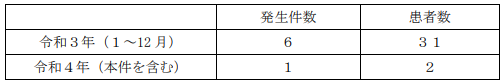 発生件数 患者数
令和３年（１～12月） ６ ３１
令和４年（本件を含む） １ ２